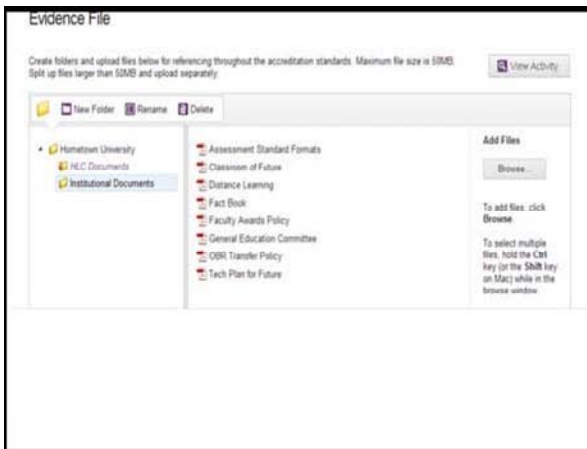 Evidence File
Create folders and upload files below for referencing throughout the accreditation standards. Maximum file size is 50MB.
Split up files larger than 50MB and upload separately.
View Activity
New Folder Rename Delete
Hometown University
HLC Documents
Institutional Documents
Assessment Standard Formats
Classroom of Future
Distance Learning
Fact Book
Faculty Awards Policy
General Education Committee
OBR Transfer Policy
Tech Plan for Future
Add Files
Browse...
To add files, click
Browse.
To select multiple
files, hold the Ctrl
key (or the Shift key
on Mac) while in the
browse window.